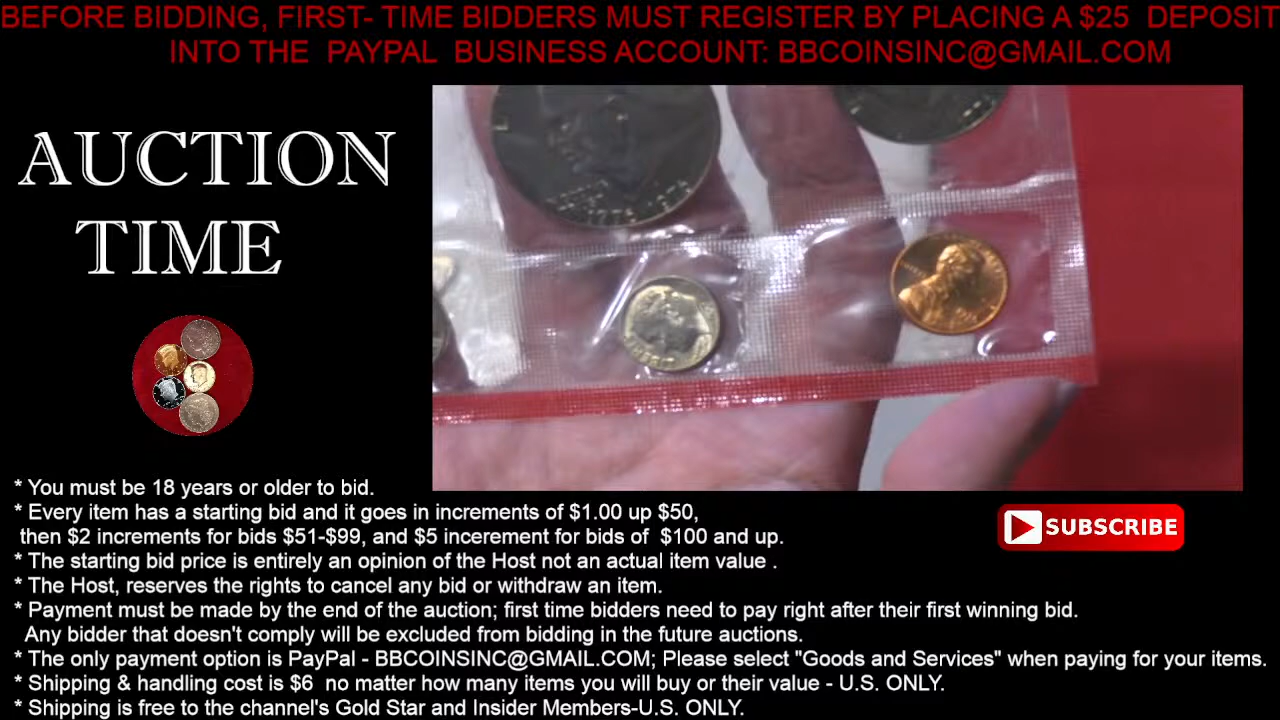 BEFORE BIDDING, FIRST- TIME BIDDERS MUST REGISTER BY PLACING A $25 DEPOSIT
INTO THE PAYPAL BUSINESS ACCOUNT: BBCOINSINC@GMAIL.COM
AUCTION
TIME
* You must be 18 years or older to bid.
* Every item has a starting bid and it goes in increments of $1.00 up $50,
then $2 increments for bids $51-$99, and $5 incerement for bids of $100 and up.
* The starting bid price is entirely an opinion of the Host not an actual item value .
* The Host, reserves the rights to cancel any bid or withdraw an item.
* Payment must be made by the end of the auction; first time bidders need to pay right after their first winning bid.
Any bidder that doesn't comply will be excluded from bidding in the future auctions.
* The only payment option is PayPal - BBCOINSINC@GMAIL.COM; Please select "Goods and Services" when paying for your items.
* Shipping & handling cost is $6 no matter how many items you will buy or their value - U.S. ONLY.
* Shipping is free to the channel's Gold Star and Insider Members-U.S. ONLY.
SUBSCRIBE